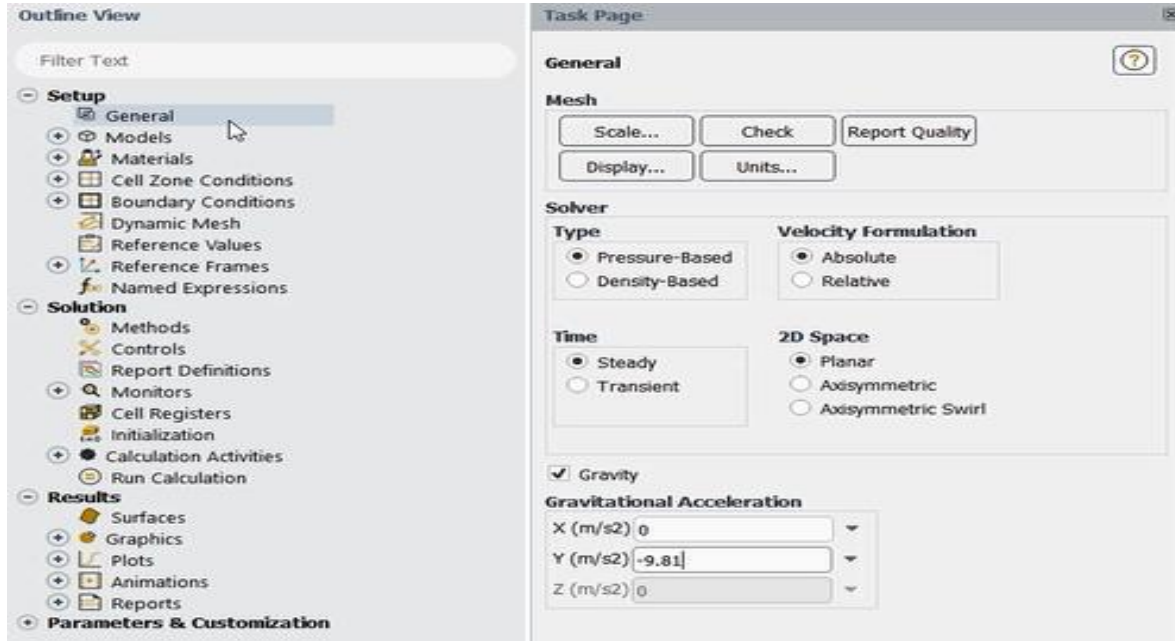 Outline View
Filter Text
Setup
General
Models
Materials
Cell Zone Conditions
Boundary Conditions
Dynamic Mesh
Reference Values
Reference Frames
Named Expressions
Solution
Methods
Controls
Report Definitions
Monitors
Cell Registers
Initialization
Calculation Activities
Run Calculation
Results
Surfaces
Graphics
Plots
Animations
Reports
Parameters & Customization
Task Page
General
Mesh
Scale... Check Report Quality
Display... Units...
Solver
Type Velocity Formulation
Pressure-Based Absolute
Density-Based Relative
Time 2D Space
Steady Planar
Transient Axisymmetric
Axisymmetric Swirl
Gravity
Gravitational Acceleration
X (m/s2) 0
Y (m/s2) -9.81
Z (m/s2) 0